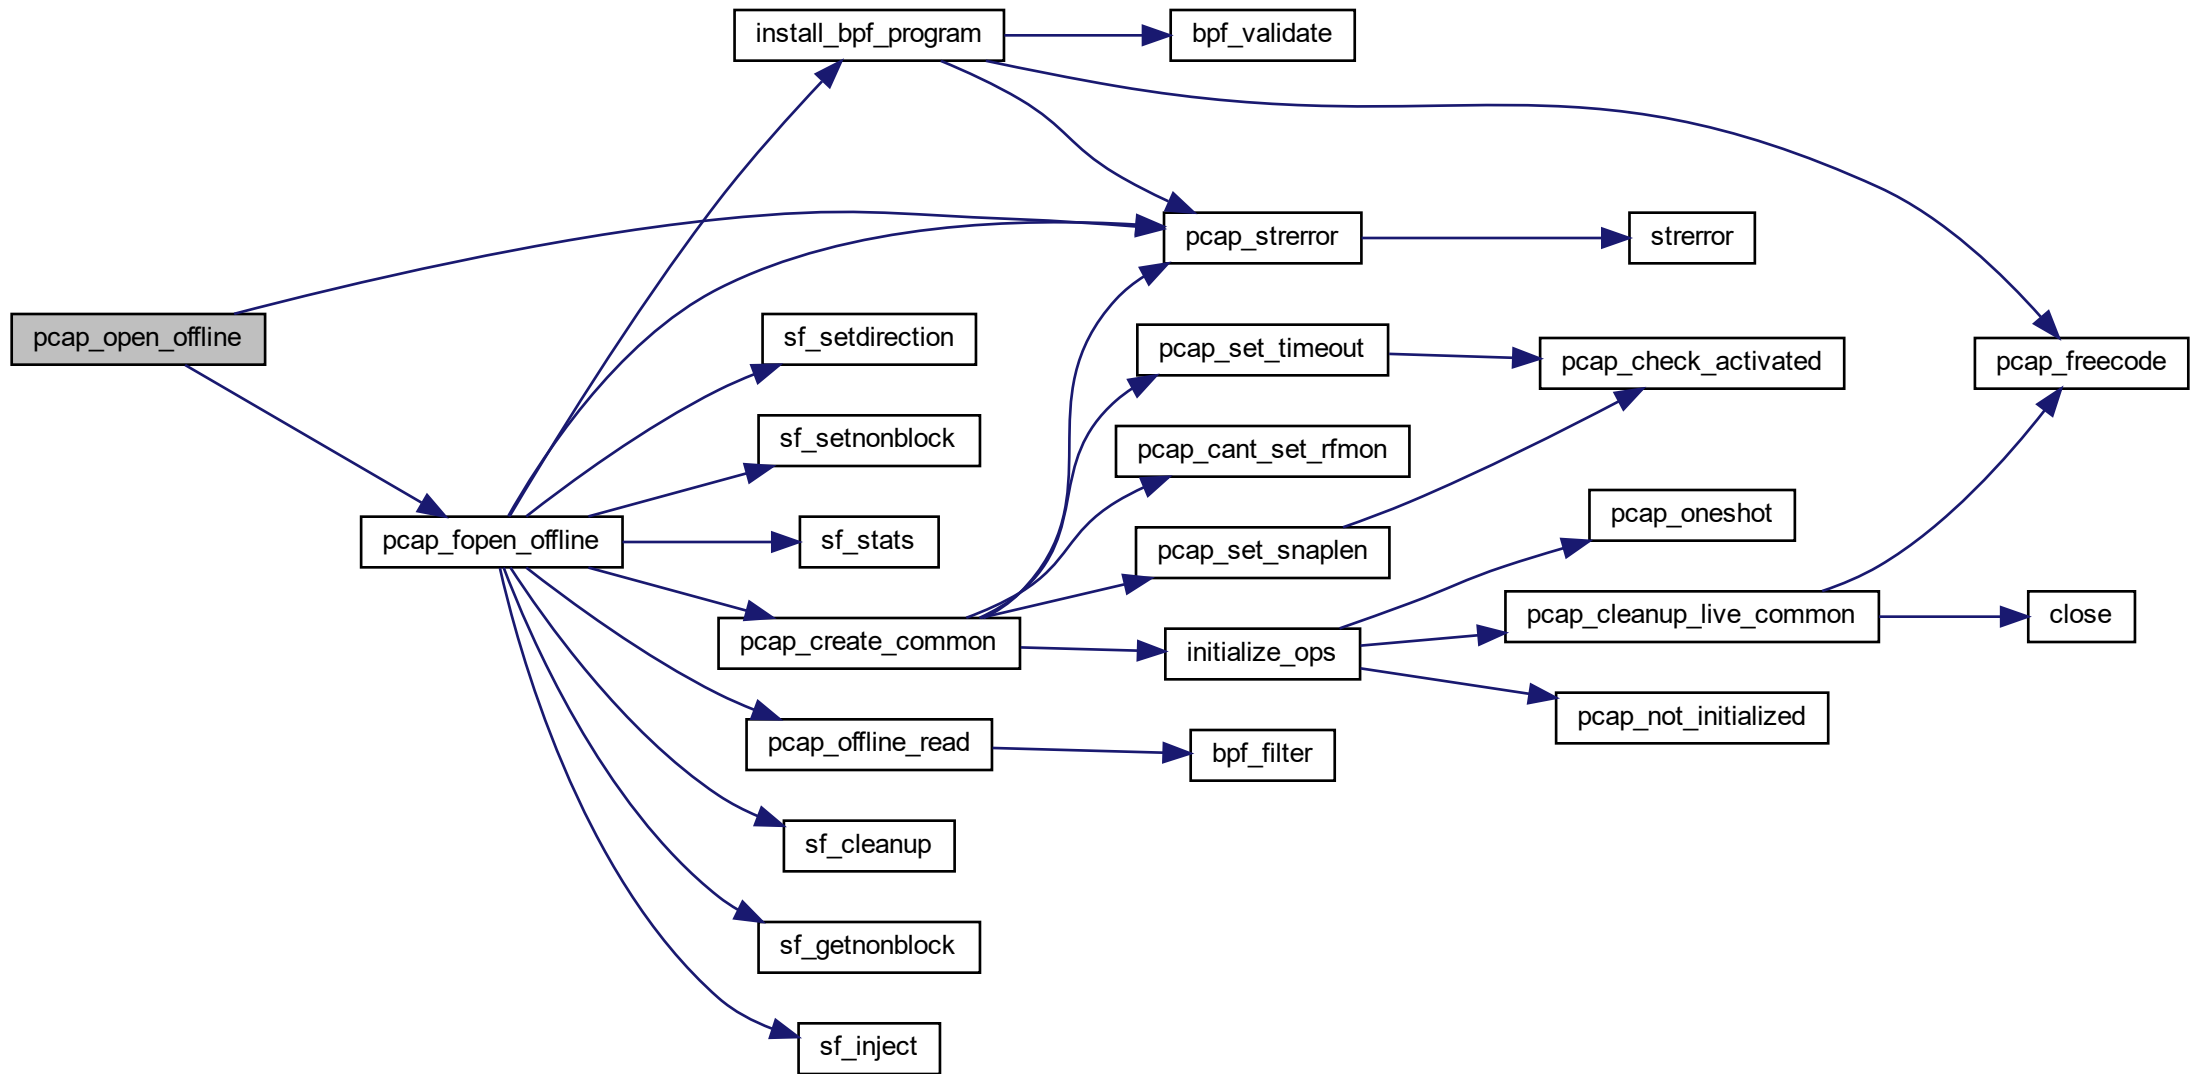 install_bpf_program
bpf_validate
pcap_strerror
strerror
pcap_open_offline
sf_setdirection
pcap_set_timeout
pcap_check_activated
pcap_freecode
sf_setnonblock
pcap_cant_set_rfmon
pcap_oneshot
pcap_fopen_offline
sf_stats
pcap_set_snaplen
pcap_cleanup_live_common
close
pcap_create_common
initialize_ops
pcap_not_initialized
pcap_offline_read
bpf_filter
sf_cleanup
sf_getnonblock
sf_inject